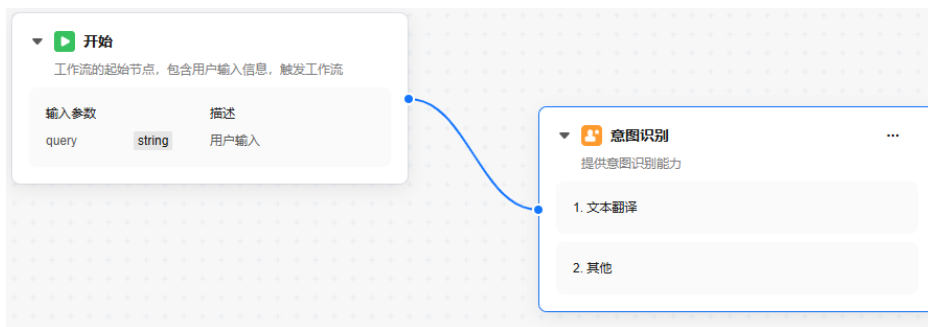 开始
工作流的起始节点，包含用户输入信息，触发工作流
输入参数 描述
query string 用户输入
意图识别 ...
提供意图识别能力
1. 文本翻译
2. 其他